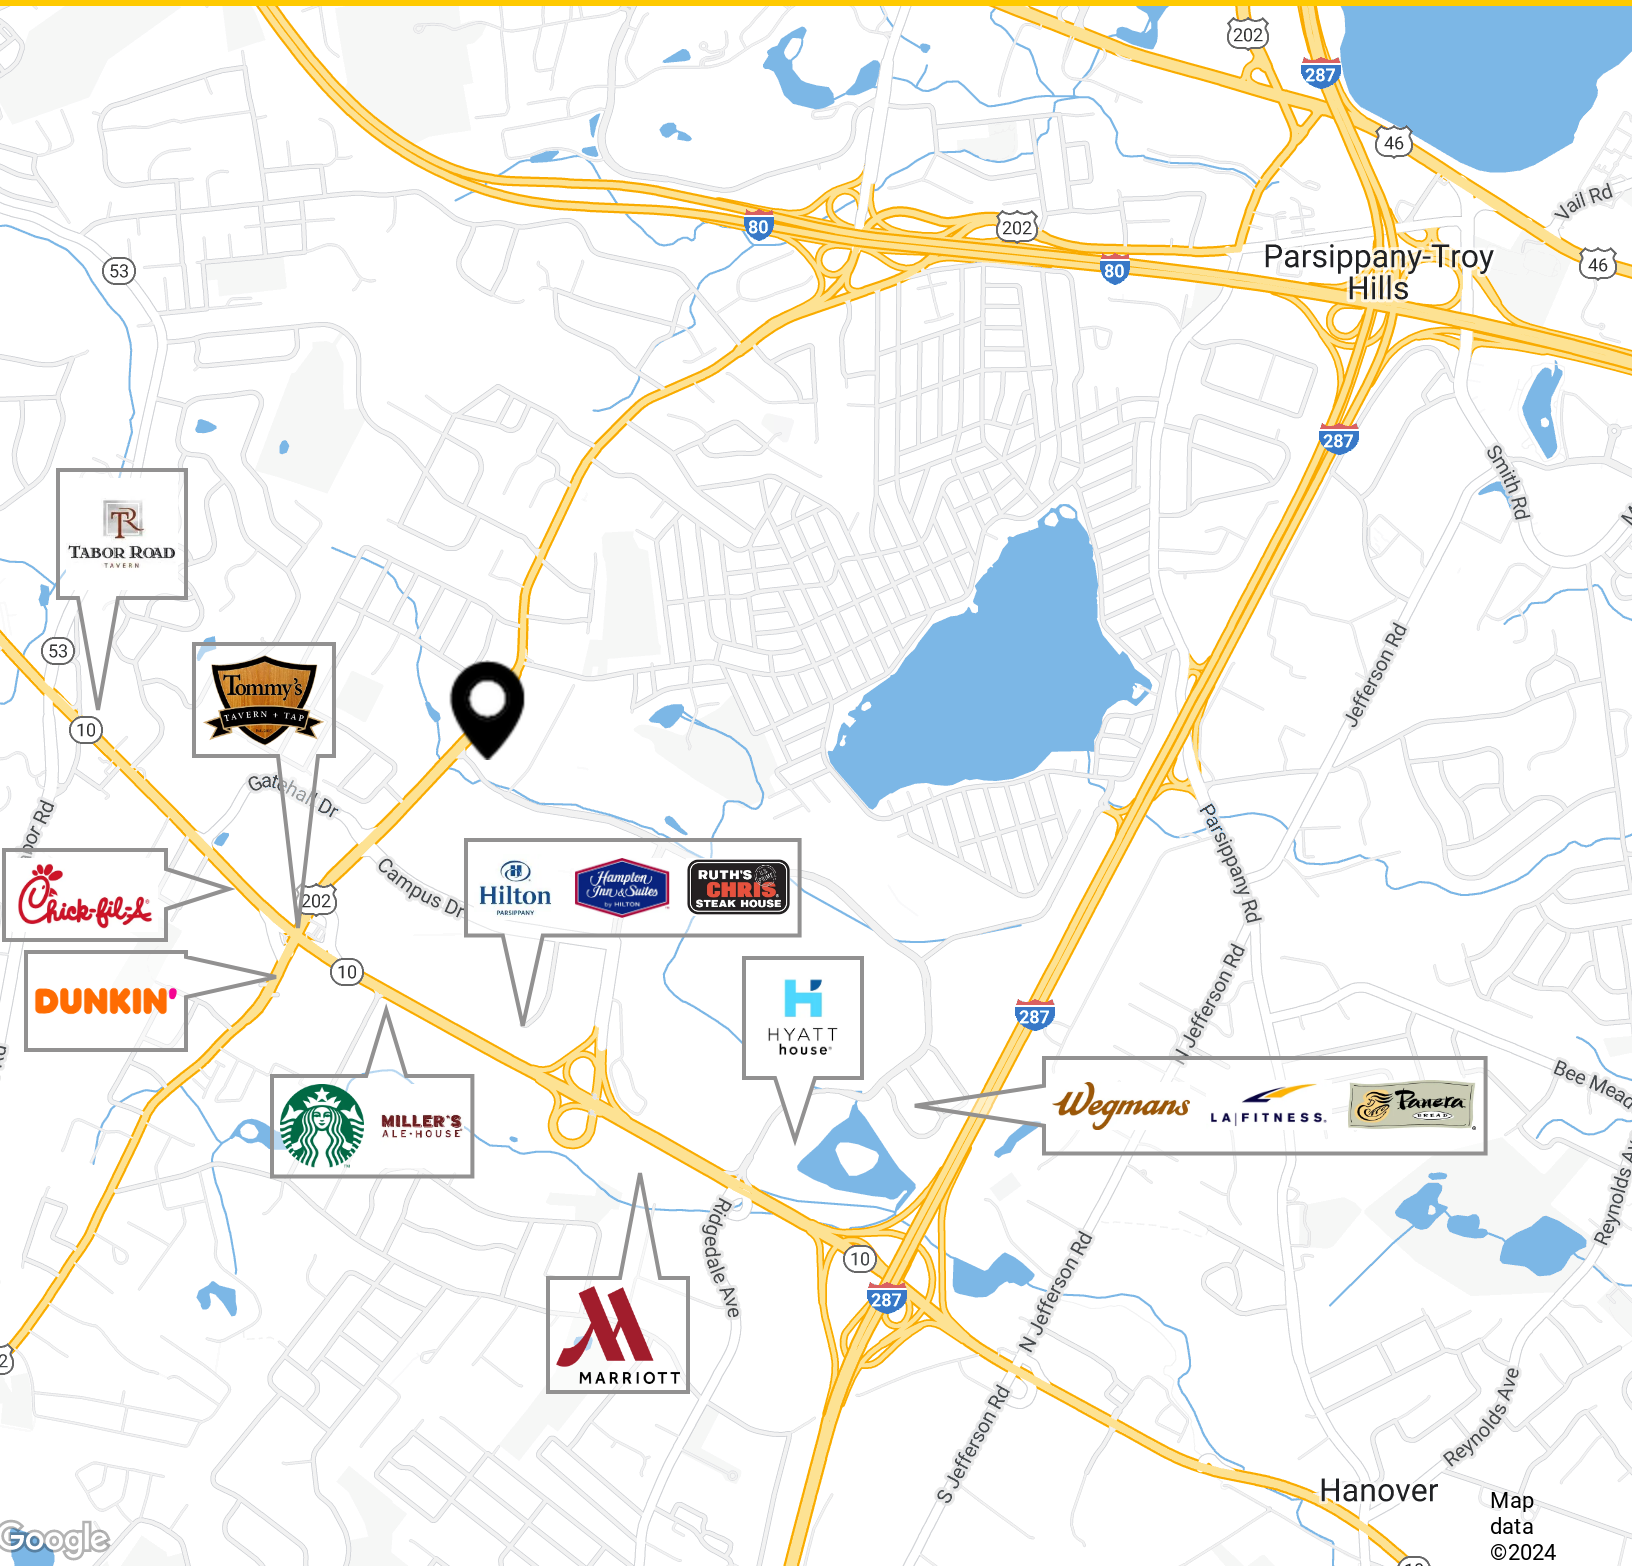 202
287
46
Vail Rd
80
202
46
53
80
Parsippany-Troy
Hills
287
Smith Rd
TR
TABOR ROAD
TAVERN
53
Jefferson Rd
10
Tommy's
TAVERN + TAP
Gatehall Dr
Parsippany Rd
Chick-fil-A
Campus Dr
202
Hilton
PARSIPPANY
Hampton
Inn & Suites
by HILTON
RUTH'S
CHRIS
STEAK HOUSE
DUNKIN'
10
N Jefferson Rd
HYATT
house
287
Wegmans
LA|FITNESS.
Panera
BREAD
Bee Mead
MILLER'S
ALE·HOUSE
Reynolds Av
Ridgedale Ave
10
287
N Jefferson Rd
MARRIOTT
S Jefferson Rd
Reynolds Ave
Hanover
Map
data
©2024
Google